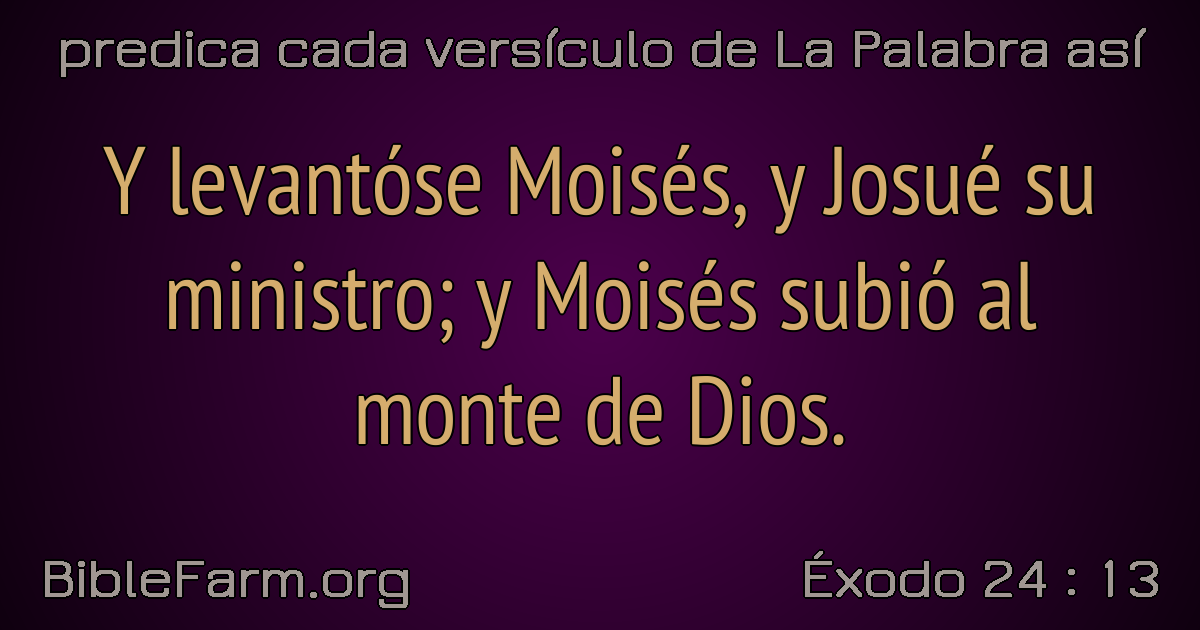 predica cada versículo de La Palabra así
Y levantóse Moisés, y Josué su
ministro; y Moisés subió al
monte de Dios.
BibleFarm.org
Éxodo 24 : 13